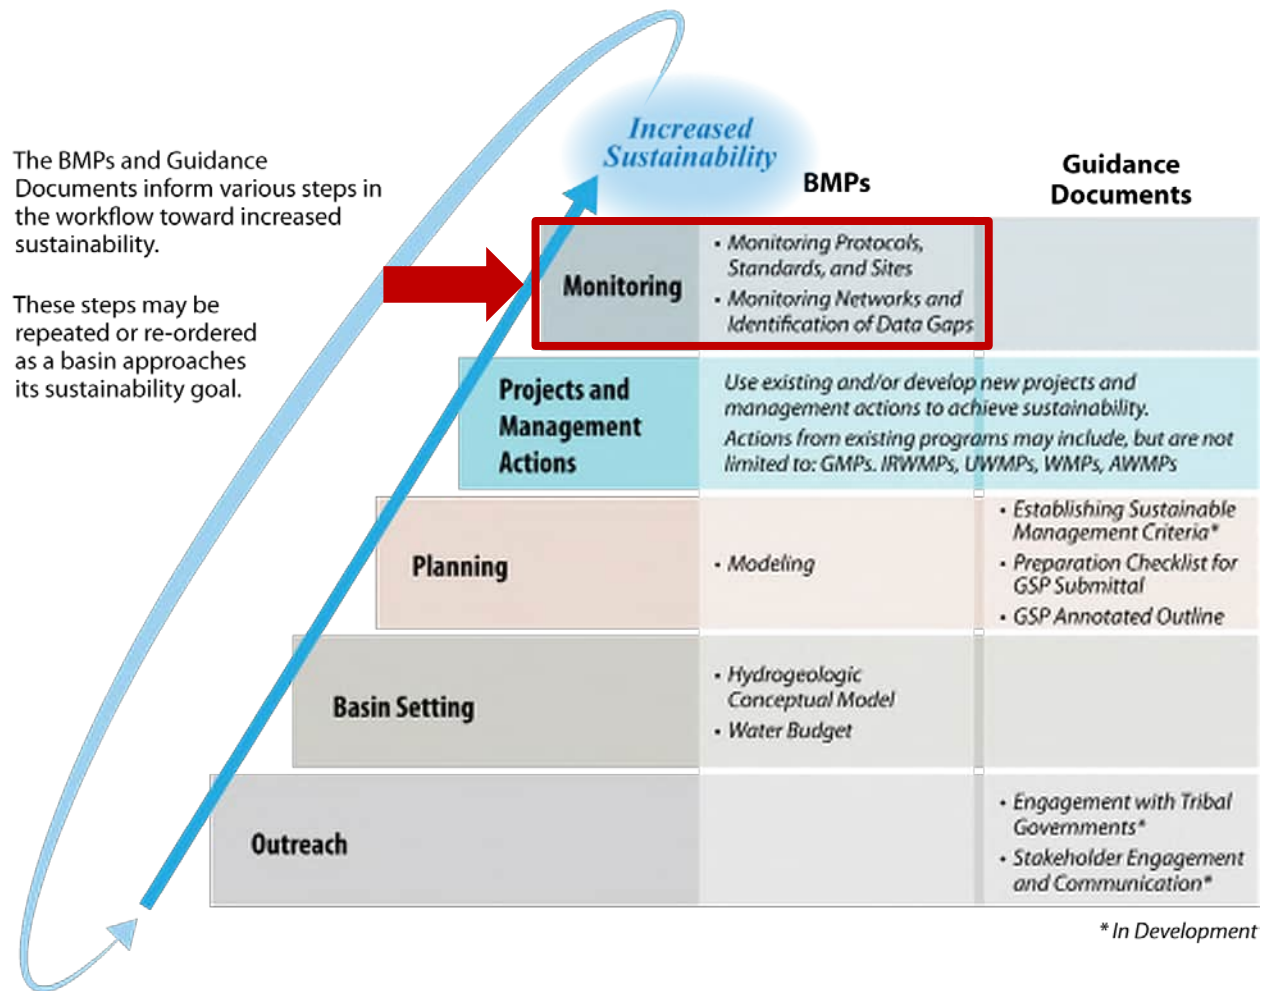 Increased
Sustainability
The BMPs and Guidance
Documents inform various steps in
the workflow toward increased
sustainability.
These steps may be
repeated or re-ordered
as a basin approaches
its sustainability goal.
BMPs
Guidance
Documents
Monitoring
• Monitoring Protocols,
Standards, and Sites
• Monitoring Networks and
Identification of Data Gaps
Projects and
Management
Actions
Use existing and/or develop new projects and
management actions to achieve sustainability.
Actions from existing programs may include, but are not
limited to: GMPs. IRWMPs, UWMPs, WMPs, AWMPs
Planning
• Modeling
• Establishing Sustainable
Management Criteria*
• Preparation Checklist for
GSP Submittal
• GSP Annotated Outline
Basin Setting
• Hydrogeologic
Conceptual Model
• Water Budget
Outreach
• Engagement with Tribal
Governments*
• Stakeholder Engagement
and Communication*
* In Development